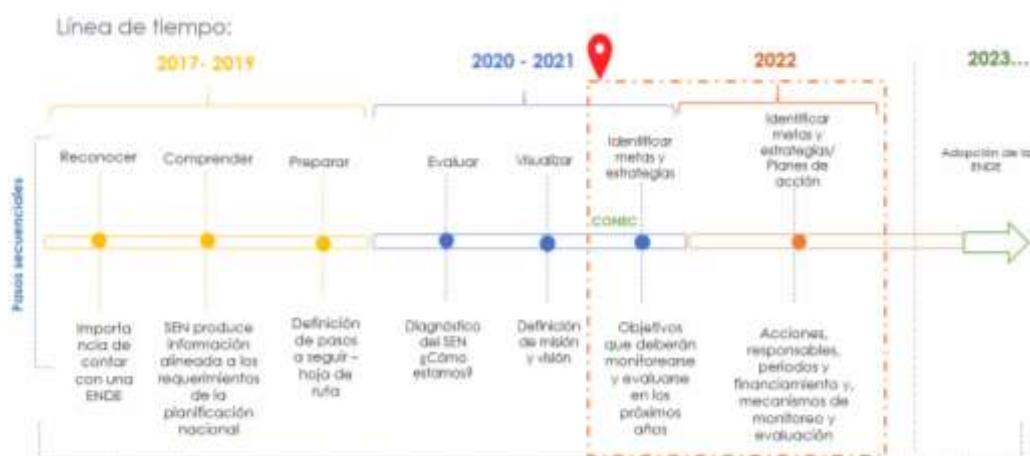 Línea de tiempo:
2017- 2019
2020 - 2021
2022
2023...
Pasos secuenciales
Reconocer
Comprender
Preparar
Evaluar
Visualizar
Identificar
metas y
estrategias
Identificar
metas y
estrategias/
Planes de
acción
Adopción de la
ENDE
CONEC
Importa
ncia de
contar
con una
ENDE
SEN produce
información
alineada a los
requerimientos
de la
planificación
nacional
Definición
de pasos
a seguir –
hoja de
ruta
Diagnóstico
del SEN
¿Cómo
estamos?
Definición
de misión
y visión
Objetivos
que deberán
monitorearse
y evaluarse
en los
próximos
años
Acciones,
responsables,
periodos y
financiamiento y,
mecanismos de
monitoreo y
evaluación